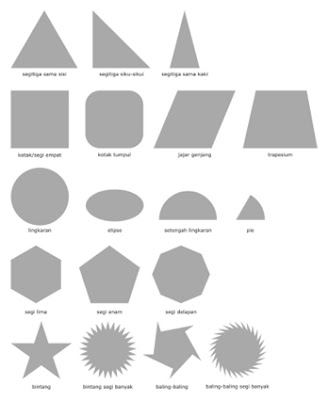 segitiga sama sisi segitiga siku-siku segitiga sama kaki
kotak/segi empat kotak tumpul jajar genjang trapesium
lingkaran elips setengah lingkaran pie
segi lima segi enam segi delapan
bintang bintang segi banyak baling-baling baling-baling segi banyak